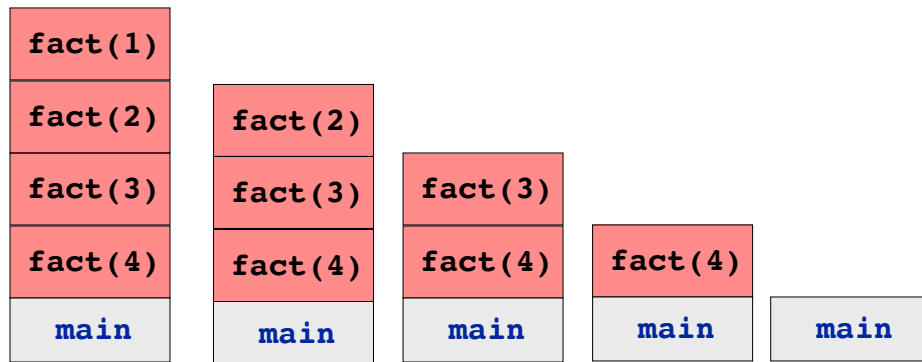 fact(1)
fact(2)
fact(3)
fact(4)
main
fact(2)
fact(3)
fact(4)
main
fact(3)
fact(4)
main
fact(4)
main
main